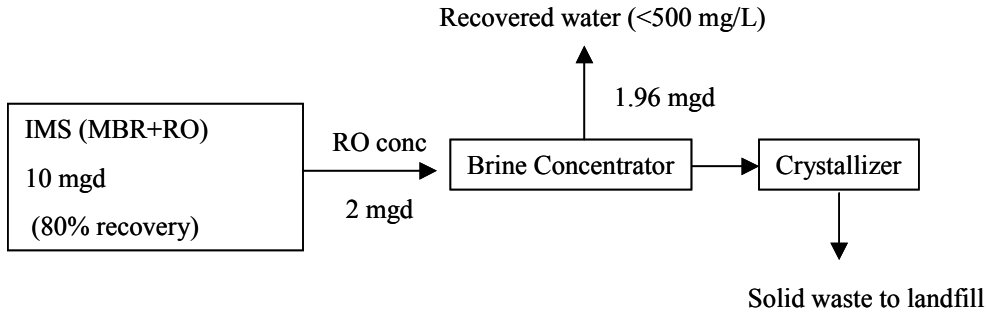 Recovered water (<500 mg/L)
1.96 mgd
IMS (MBR+RO)
10 mgd
(80% recovery)
RO conc
2 mgd
Brine Concentrator
Crystallizer
Solid waste to landfill